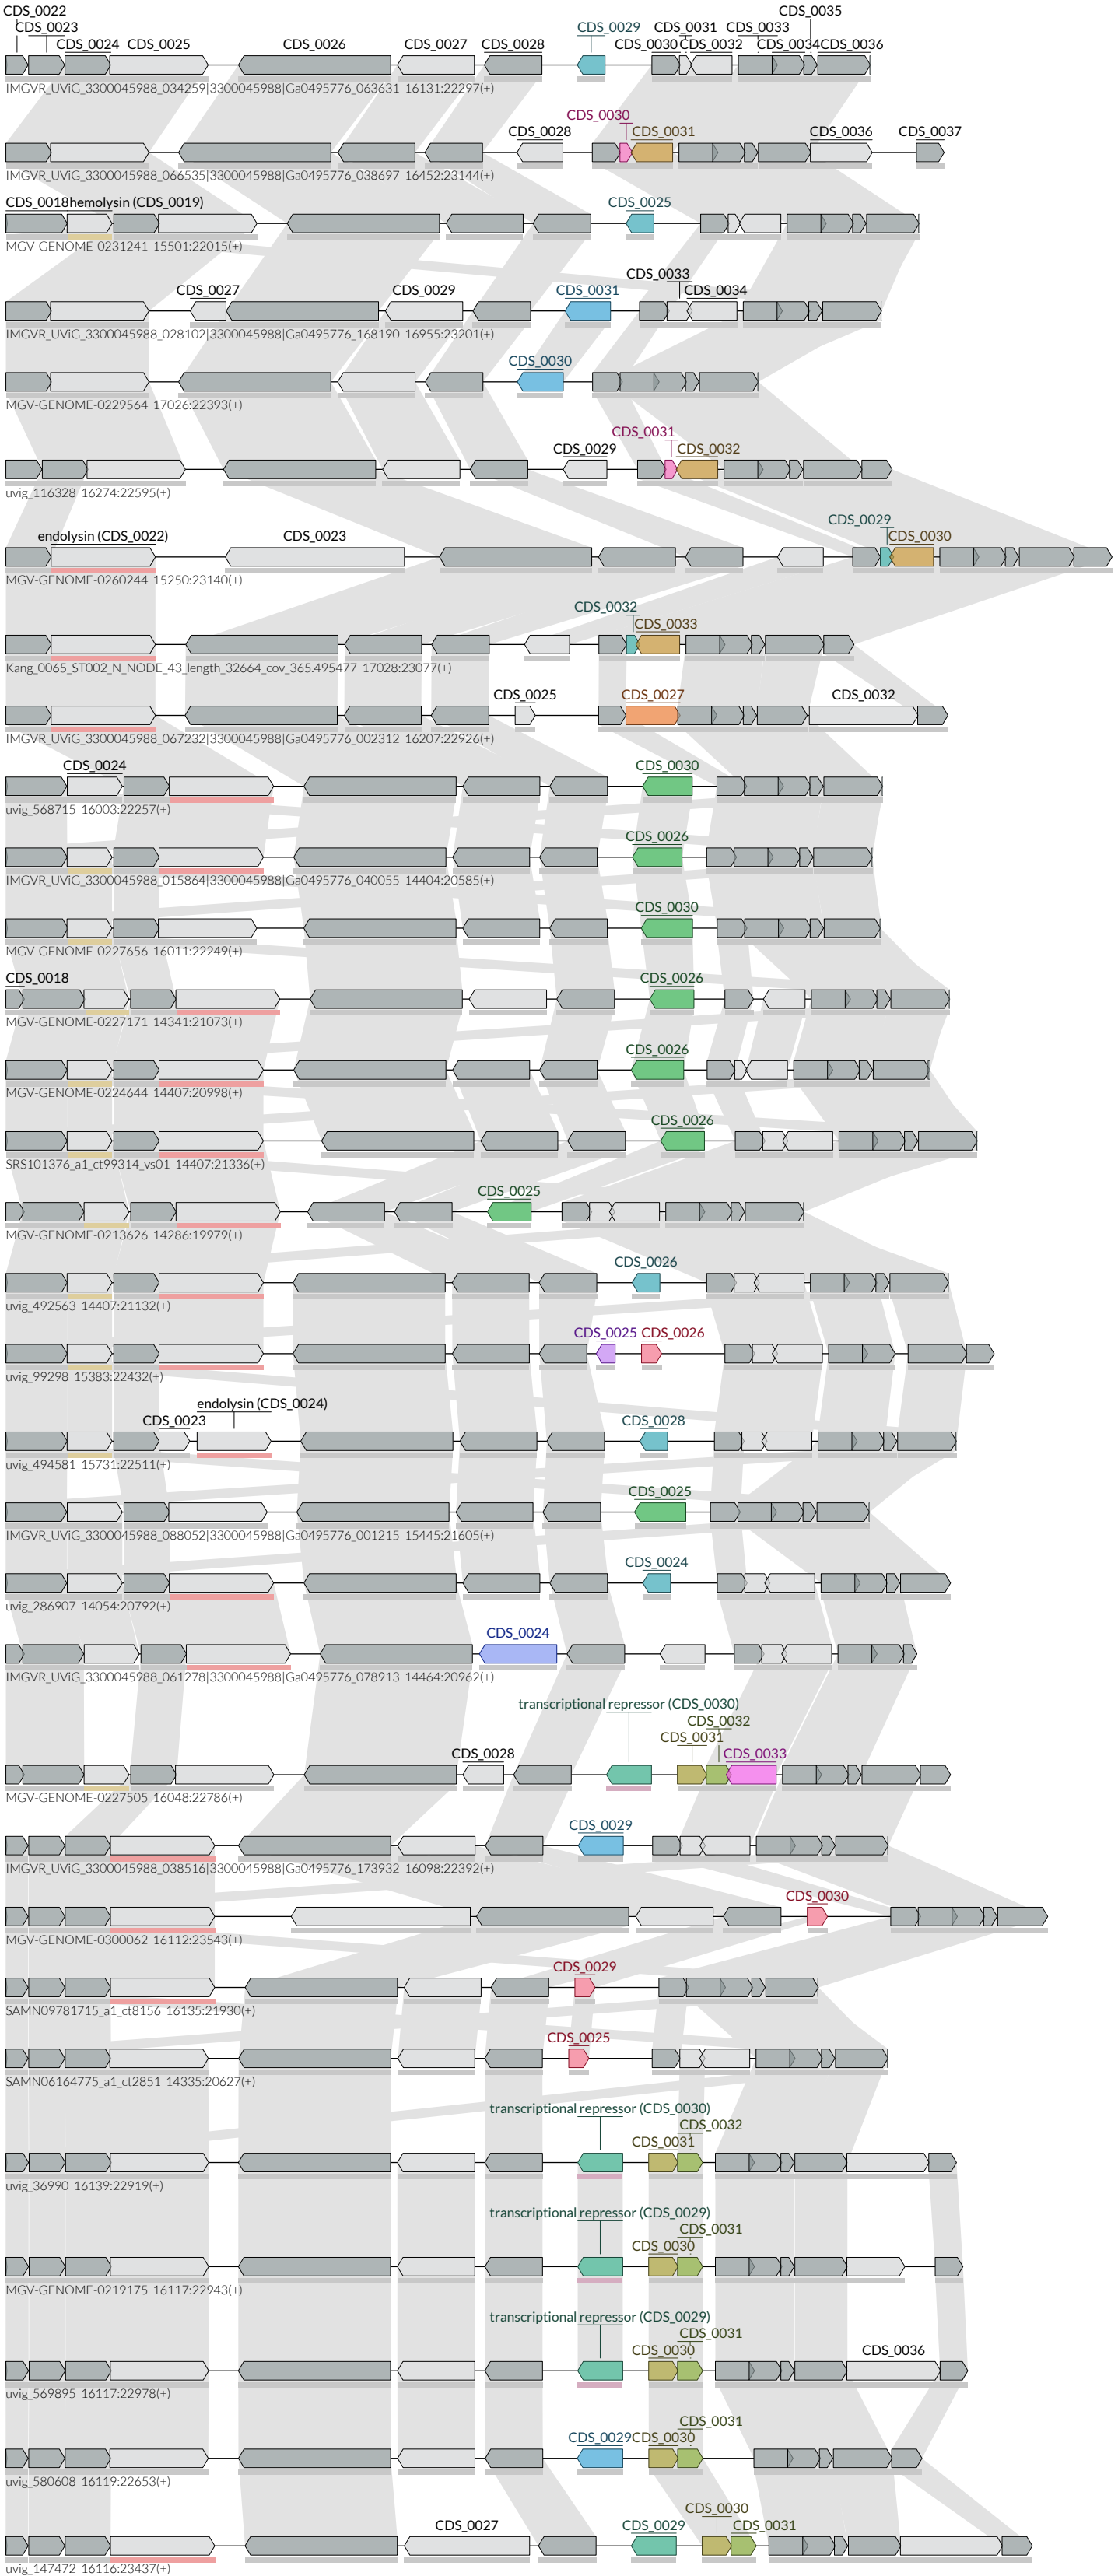 CDS_0022
CDS_0035
CDS_0023 CDS_0029 CDS_0031 CDS_0033
CDS_0024 CDS_0025 CDS_0026 CDS_0027 CDS_0028 CDS_0030 CDS_0032 CDS_0034 CDS_0036
IMGVR_UViG_3300045988_034259|3300045988|Ga0495776_063631 16131:22297(+)
CDS_0030
CDS_0028 CDS_0031 CDS_0036 CDS_0037
IMGVR_UViG_3300045988_066535|3300045988|Ga0495776_038697 16452:23144(+)
CDS_0018 hemolysin (CDS_0019) CDS_0025
MGV-GENOME-0231241 15501:22015(+)
CDS_0033
CDS_0027 CDS_0029 CDS_0031 CDS_0034
IMGVR_UViG_3300045988_028102|3300045988|Ga0495776_168190 16955:23201(+)
CDS_0030
MGV-GENOME-0229564 17026:22393(+)
CDS_0031
CDS_0029 CDS_0032
uvig_116328 16274:22595(+)
CDS_0029
endolysin (CDS_0022) CDS_0023 CDS_0030
MGV-GENOME-0260244 15250:23140(+)
CDS_0032
CDS_0033
Kang_0065_ST002_N_NODE_43_length_32664_cov_365.495477 17028:23077(+)
CDS_0025 CDS_0027 CDS_0032
IMGVR_UViG_3300045988_067232|3300045988|Ga0495776_002312 16207:22926(+)
CDS_0024 CDS_0030
uvig_568715 16003:22257(+)
CDS_0026
IMGVR_UViG_3300045988_015864|3300045988|Ga0495776_040055 14404:20585(+)
CDS_0030
MGV-GENOME-0227656 16011:22249(+)
CDS_0018 CDS_0026
MGV-GENOME-0227171 14341:21073(+)
CDS_0026
MGV-GENOME-0224644 14407:20998(+)
CDS_0026
SRS101376_a1_ct99314_vs01 14407:21336(+)
CDS_0025
MGV-GENOME-0213626 14286:19979(+)
CDS_0026
uvig_492563 14407:21132(+)
CDS_0025 CDS_0026
uvig_99298 15383:22432(+)
endolysin (CDS_0024)
CDS_0023 CDS_0028
uvig_494581 15731:22511(+)
CDS_0025
IMGVR_UViG_3300045988_088052|3300045988|Ga0495776_001215 15445:21605(+)
CDS_0024
uvig_286907 14054:20792(+)
CDS_0024
IMGVR_UViG_3300045988_061278|3300045988|Ga0495776_078913 14464:20962(+)
transcriptional repressor (CDS_0030)
CDS_0032
CDS_0031
CDS_0028 CDS_0033
MGV-GENOME-0227505 16048:22786(+)
CDS_0029
IMGVR_UViG_3300045988_038516|3300045988|Ga0495776_173932 16098:22392(+)
CDS_0030
MGV-GENOME-0300062 16112:23543(+)
CDS_0029
SAMN09781715_a1_ct8156 16135:21930(+)
CDS_0025
SAMN06164775_a1_ct2851 14335:20627(+)
transcriptional repressor (CDS_0030)
CDS_0032
CDS_0031
uvig_36990 16139:22919(+)
transcriptional repressor (CDS_0029)
CDS_0031
CDS_0030
MGV-GENOME-0219175 16117:22943(+)
transcriptional repressor (CDS_0029)
CDS_0031
CDS_0030 CDS_0036
uvig_569895 16117:22978(+)
CDS_0031
CDS_0029 CDS_0030
uvig_580608 16119:22653(+)
CDS_0030
CDS_0027 CDS_0029 CDS_0031
uvig_147472 16116:23437(+)